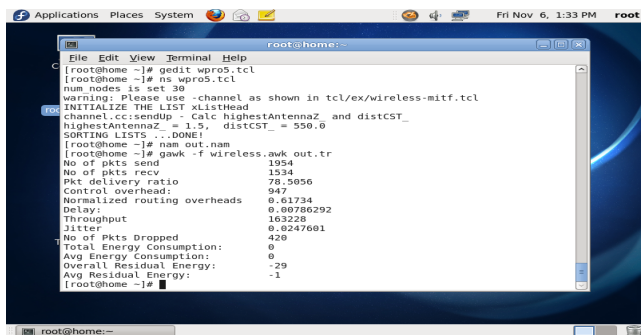 Applications Places System Fri Nov 6, 1:33 PM root
root@home:~
File Edit View Terminal Help
[root@home ~]# gedit wpro5.tcl
[root@home ~]# ns wpro5.tcl
num_nodes is set 30
warning: Please use -channel as shown in tcl/ex/wireless-mitf.tcl
INITIALIZE THE LIST xListHead
channel.cc:sendUp - Calc highestAntennaZ_ and distCST_
highestAntennaZ_ = 1.5, distCST_ = 550.0
SORTING LISTS ...DONE!
[root@home ~]# nam out.nam
[root@home ~]# gawk -f wireless.awk out.tr
No of pkts send 1954
No of pkts recv 1534
Pkt delivery ratio 78.5056
Control overhead: 947
Normalized routing overheads 0.61734
Delay: 0.00786292
Throughput 163228
Jitter 0.0247601
No of Pkts Dropped 420
Total Energy Consumption: 0
Avg Energy Consumption: 0
Overall Residual Energy: -29
Avg Residual Energy: -1
[root@home ~]#
root@home:~